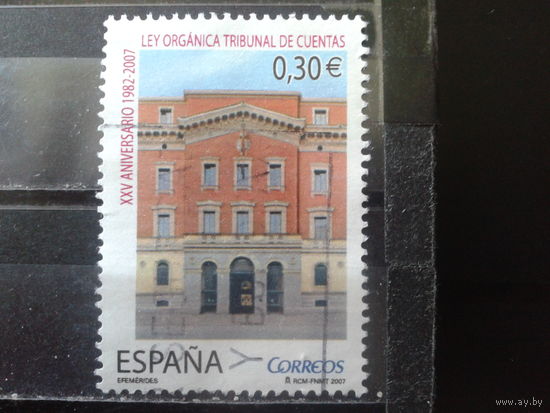 LEY ORGÁNICA TRIBUNAL DE CUENTAS
0,30€
XXV ANIVERSARIO 1982-2007
ESPAÑA
CORREOS
EFEMÉRIDES
RCM-FNMT 2007
www.ay.by